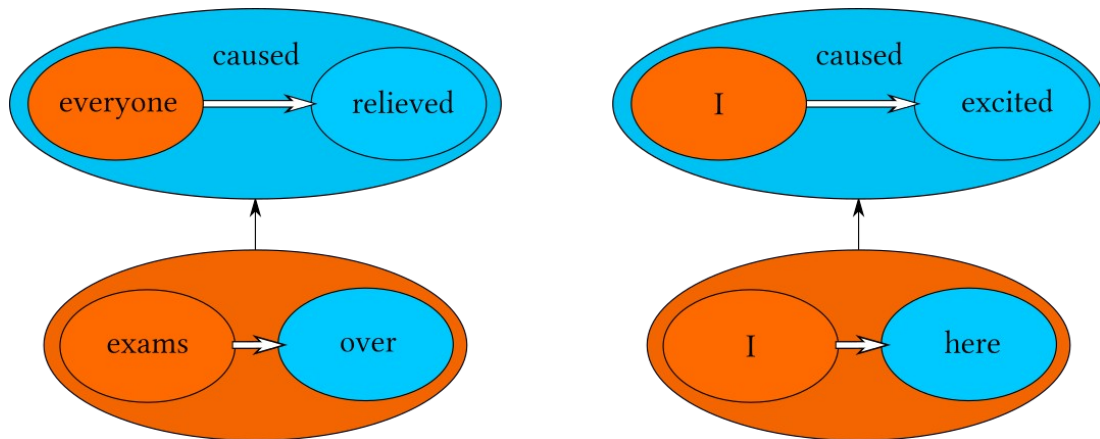 caused
everyone
relieved
exams
over
caused
I
excited
I
here